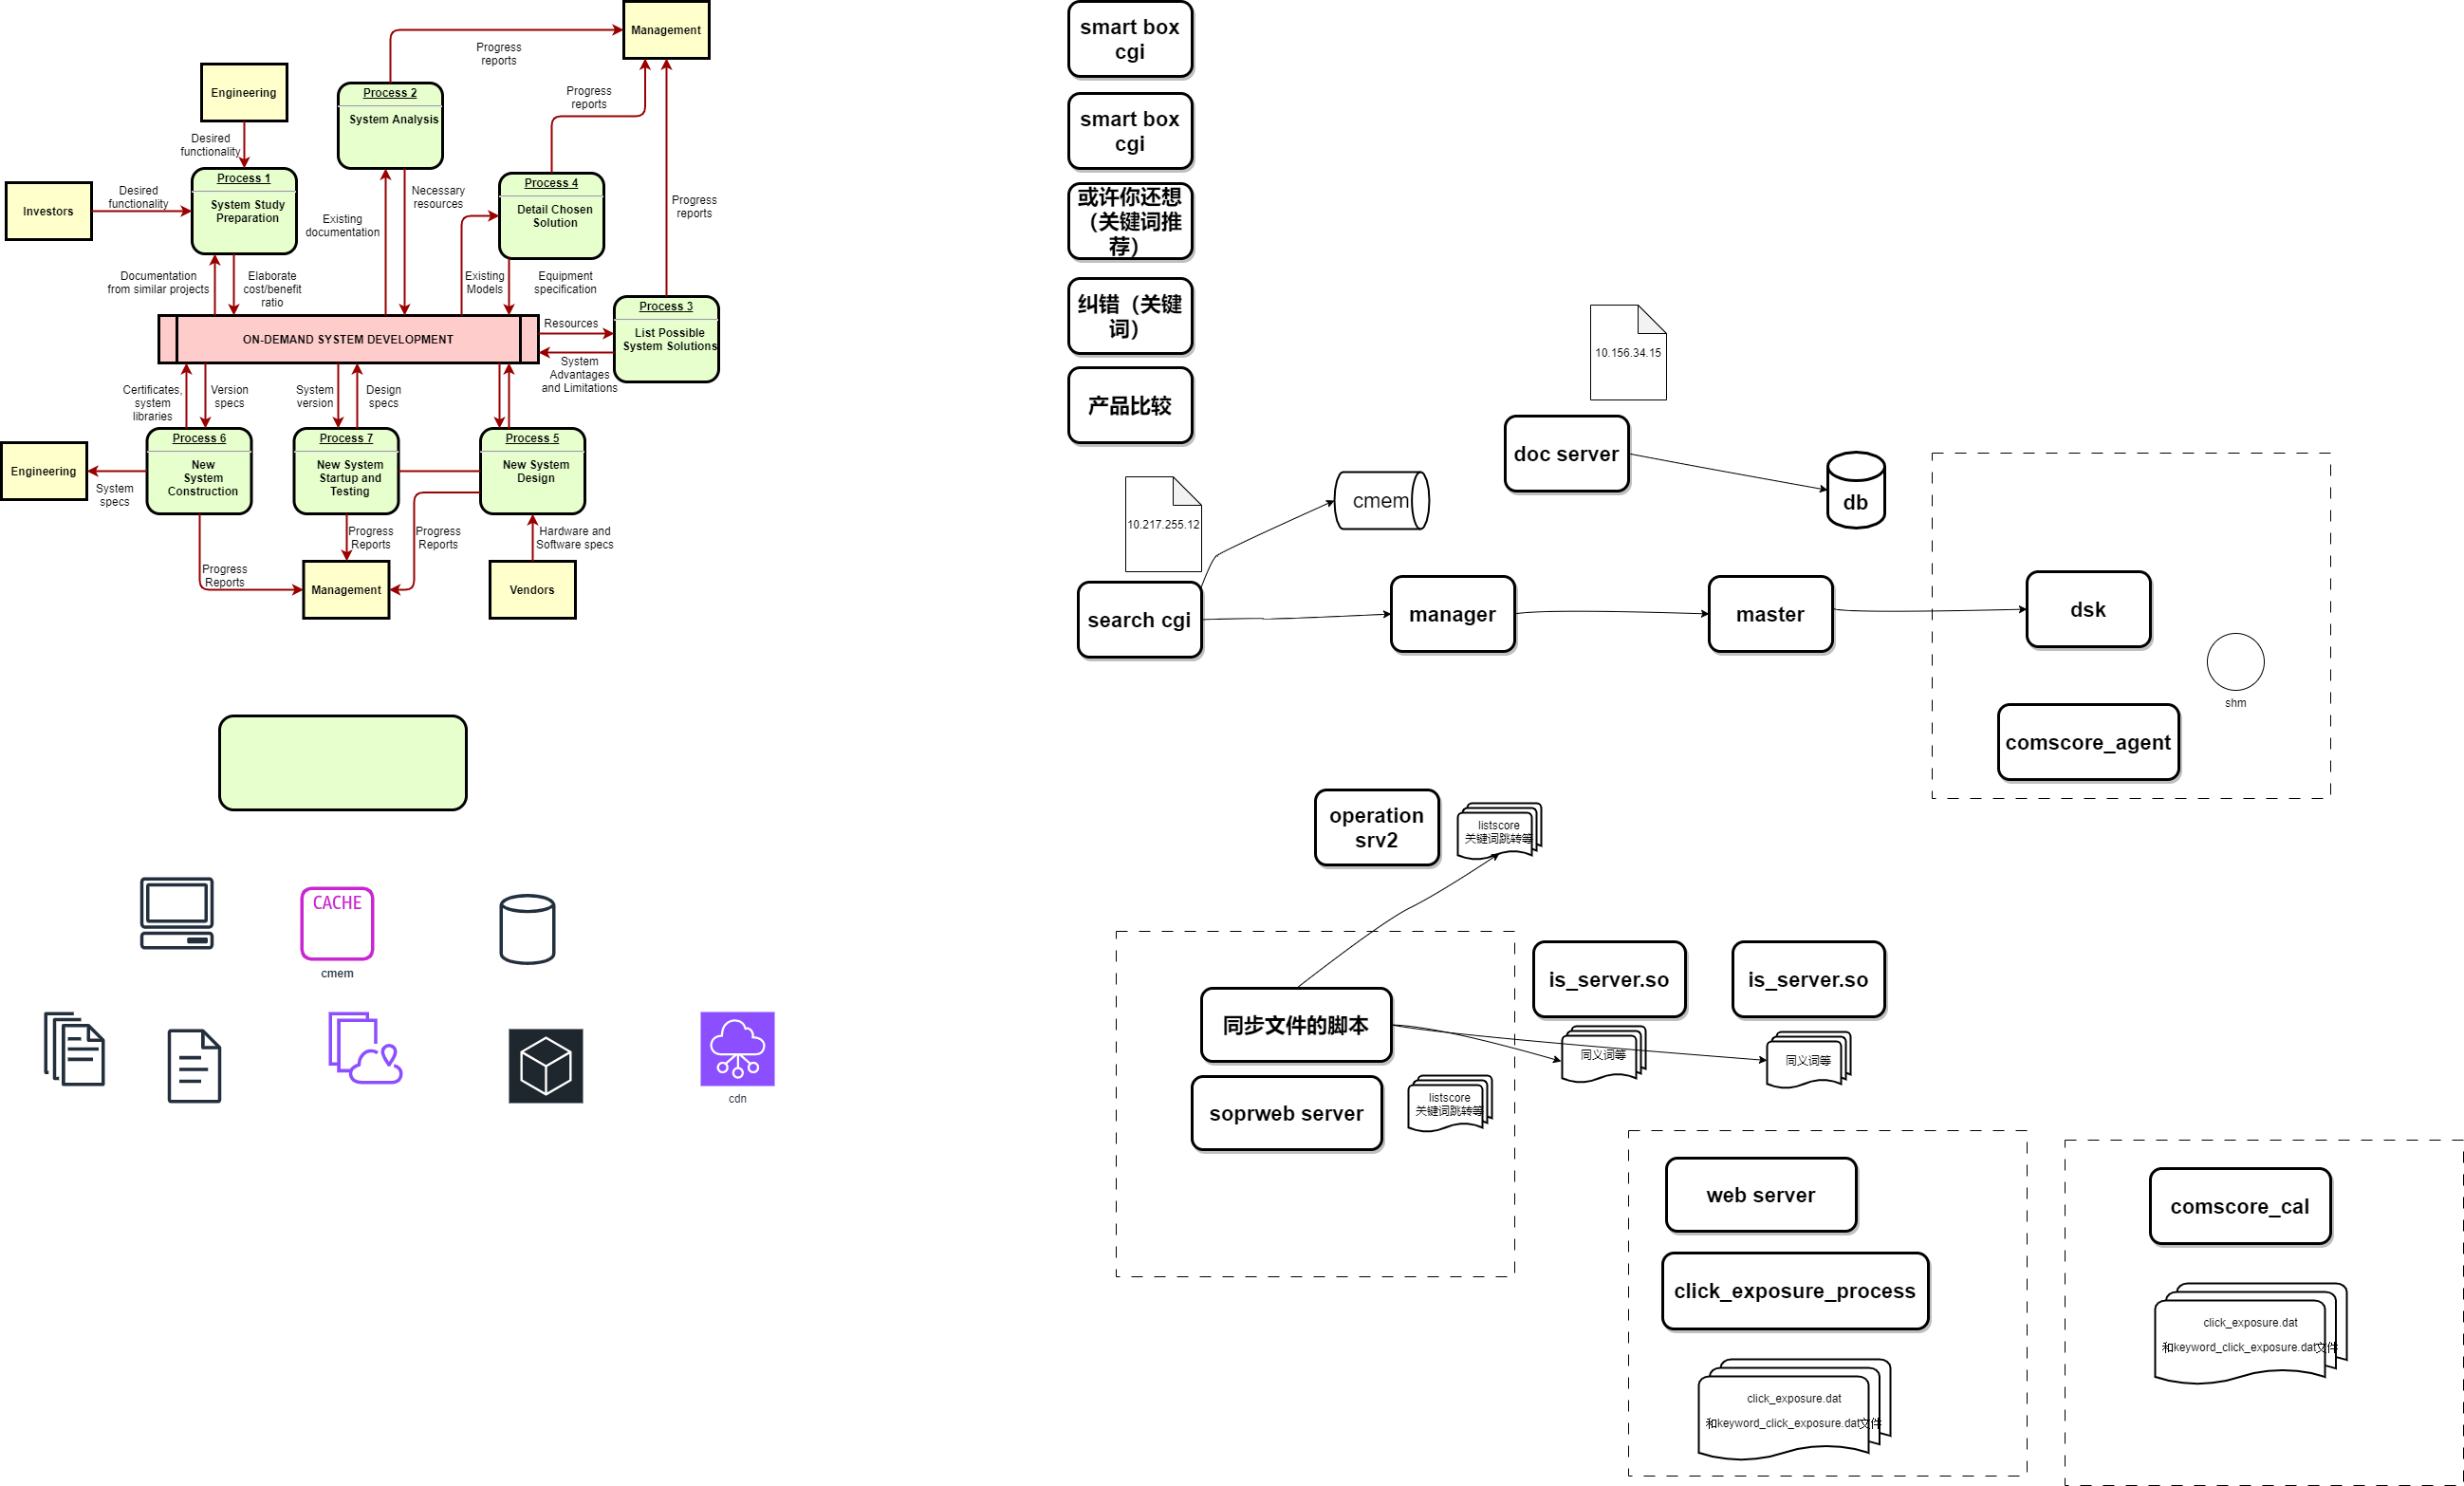 Management
Progress
reports
Engineering
Process 2
System Analysis
Progress
reports
Desired
functionality
Investors
Desired
functionality
Process 1
System Study
Preparation
Necessary
resources
Process 4
Detail Chosen
Solution
Progress
reports
Existing
documentation
Documentation
from similar projects
Elaborate
cost/benefit
ratio
Existing
Models
Equipment
specification
Process 3
List Possible
System Solutions
ON-DEMAND SYSTEM DEVELOPMENT
Resources
System
Advantages
and Limitations
Certificates,
system
libraries
Version
specs
System
version
Design
specs
Engineering
Process 6
New
System
Construction
Process 7
New System
Startup and
Testing
Process 5
New System
Design
System
specs
Progress
Reports
Progress
Reports
Hardware and
Software specs
Progress
Reports
Management
Vendors
CACHE
cmem
cdn
smart box
cgi
smart box
cgi
或许你还想
（关键词推
荐）
纠错（关键
词）
产品比较
10.156.34.15
doc server
db
10.217.255.12
cmem
search cgi
manager
master
dsk
shm
comscore_agent
operation
srv2
listscore
关键词跳转等
同步文件的脚本
is_server.so
is_server.so
同义词等
同义词等
soprweb server
listscore
关键词跳转等
web server
click_exposure_process
click_exposure.dat
和keyword_click_exposure.dat文件
comscore_cal
click_exposure.dat
和keyword_click_exposure.dat文件